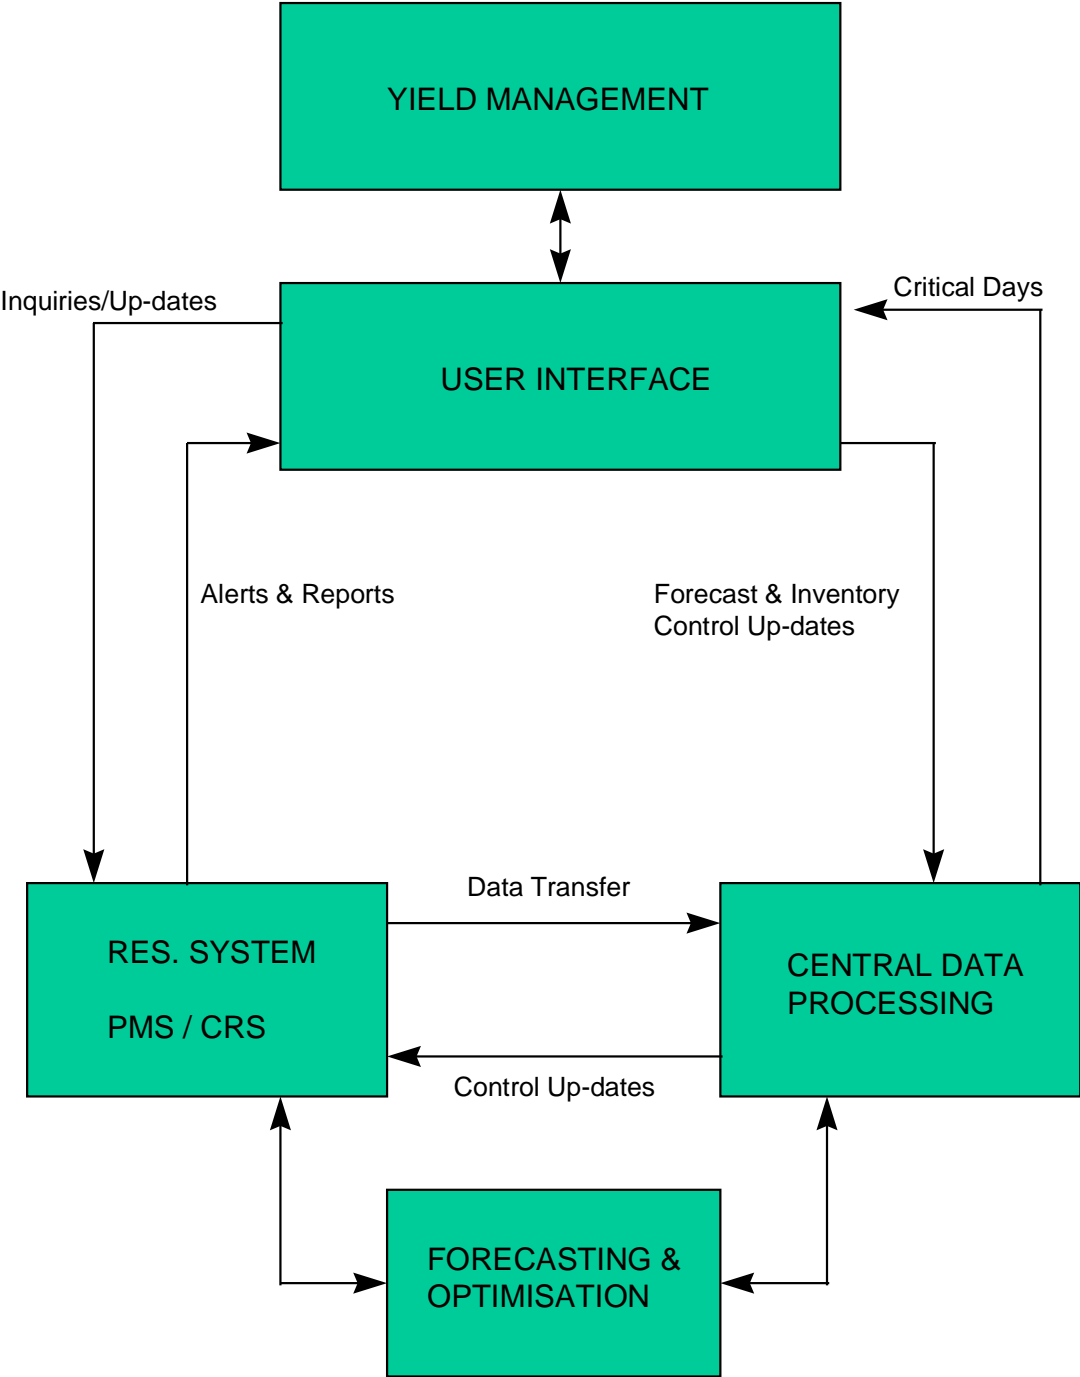 YIELD MANAGEMENT
Critical Days
Inquiries/Up-dates
USER INTERFACE
Alerts & Reports
Forecast & Inventory
Control Up-dates
Data Transfer
RES. SYSTEM
PMS / CRS
CENTRAL DATA
PROCESSING
Control Up-dates
FORECASTING &
OPTIMISATION